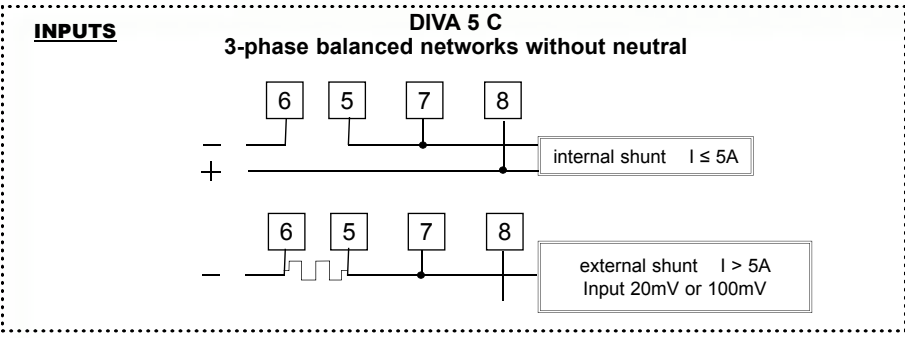 INPUTS
DIVA 5 C
3-phase balanced networks without neutral
6 5 7 8
– 
+
internal shunt I ≤ 5A
6 5 7 8
–
external shunt I > 5A
Input 20mV or 100mV